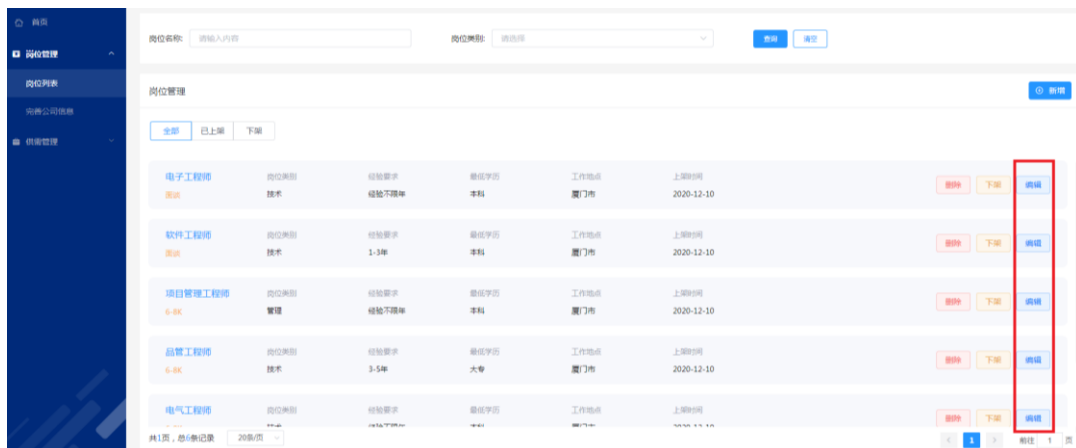 首页
岗位管理
岗位列表
完善公司信息
供需管理
岗位名称: 请输入内容 岗位类别: 请选择 查询 清空
岗位管理 新增
全部 已上架 下架
电子工程师 岗位类别 经验要求 最低学历 工作地点 上架时间
面谈 技术 经验不限年 本科 厦门市 2020-12-10 删除 下架 编辑
软件工程师 岗位类别 经验要求 最低学历 工作地点 上架时间
面谈 技术 1-3年 本科 厦门市 2020-12-10 删除 下架 编辑
项目管理工程师 岗位类别 经验要求 最低学历 工作地点 上架时间
6-8K 管理 经验不限年 本科 厦门市 2020-12-10 删除 下架 编辑
品管工程师 岗位类别 经验要求 最低学历 工作地点 上架时间
6-8K 技术 3-5年 大专 厦门市 2020-12-10 删除 下架 编辑
电气工程师 岗位类别 经验要求 最低学历 工作地点 上架时间
删除 下架 编辑
共1页，总6条记录 20条/页 1 前往 1 页